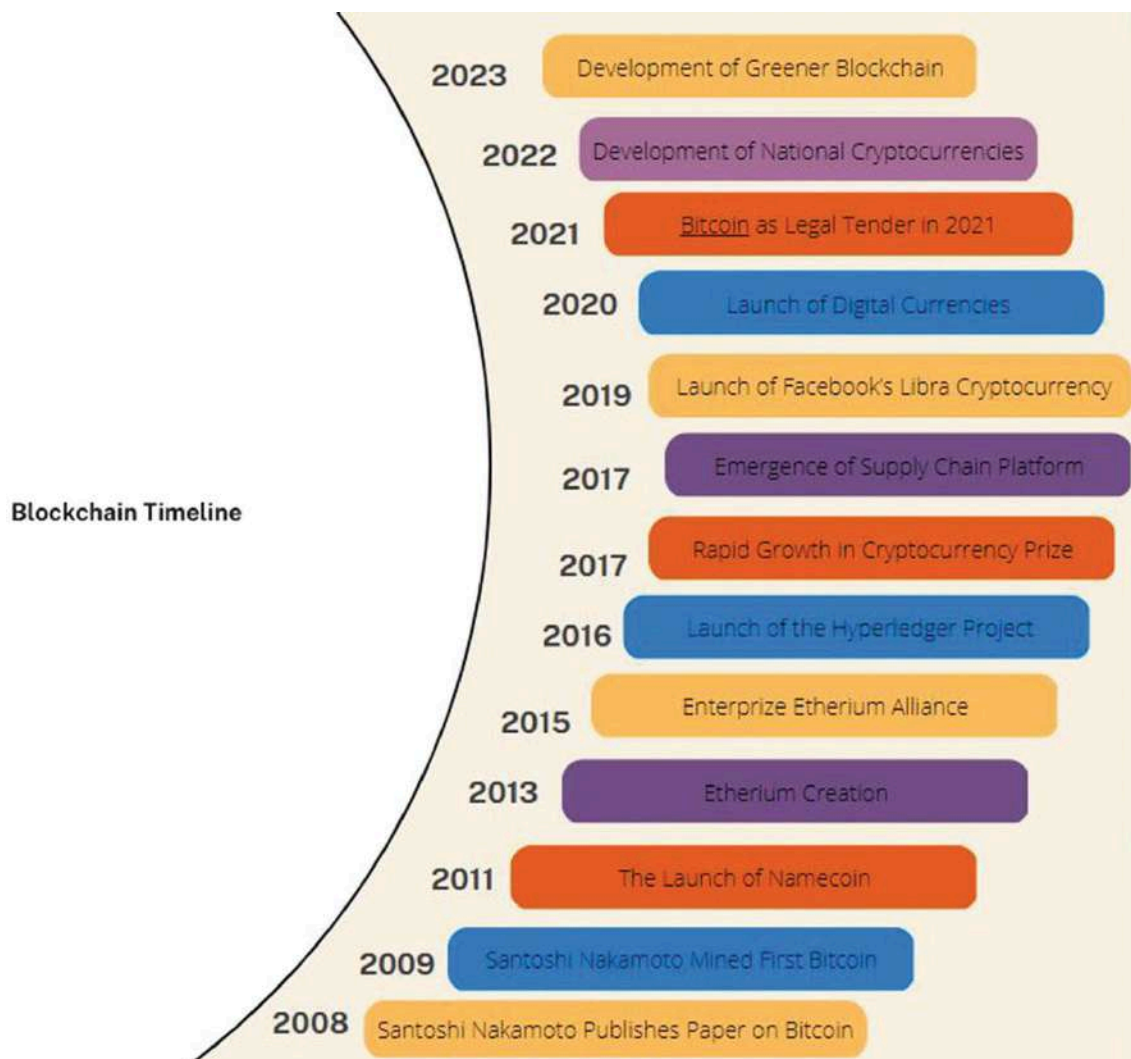 2023 Development of Greener Blockchain
2022 Development of National Cryptocurrencies
2021 Bitcoin as Legal Tender in 2021
2020 Launch of Digital Currencies
2019 Launch of Facebook's Libra Cryptocurrency
2017 Emergence of Supply Chain Platform
Blockchain Timeline
2017 Rapid Growth in Cryptocurrency Prize
2016 Launch of the Hyperledger Project
2015 Enterprize Etherium Alliance
2013 Etherium Creation
2011 The Launch of Namecoin
2009 Santoshi Nakamoto Mined First Bitcoin
2008 Santoshi Nakamoto Publishes Paper on Bitcoin